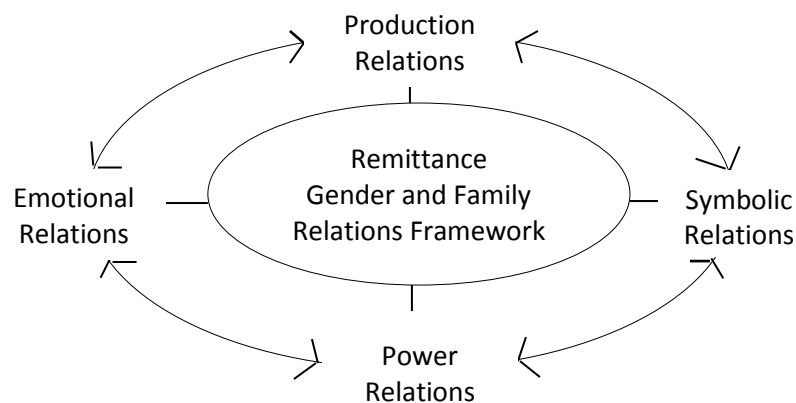 Production
Relations
Remittance
Gender and Family
Relations Framework
Emotional
Relations
Symbolic
Relations
Power
Relations